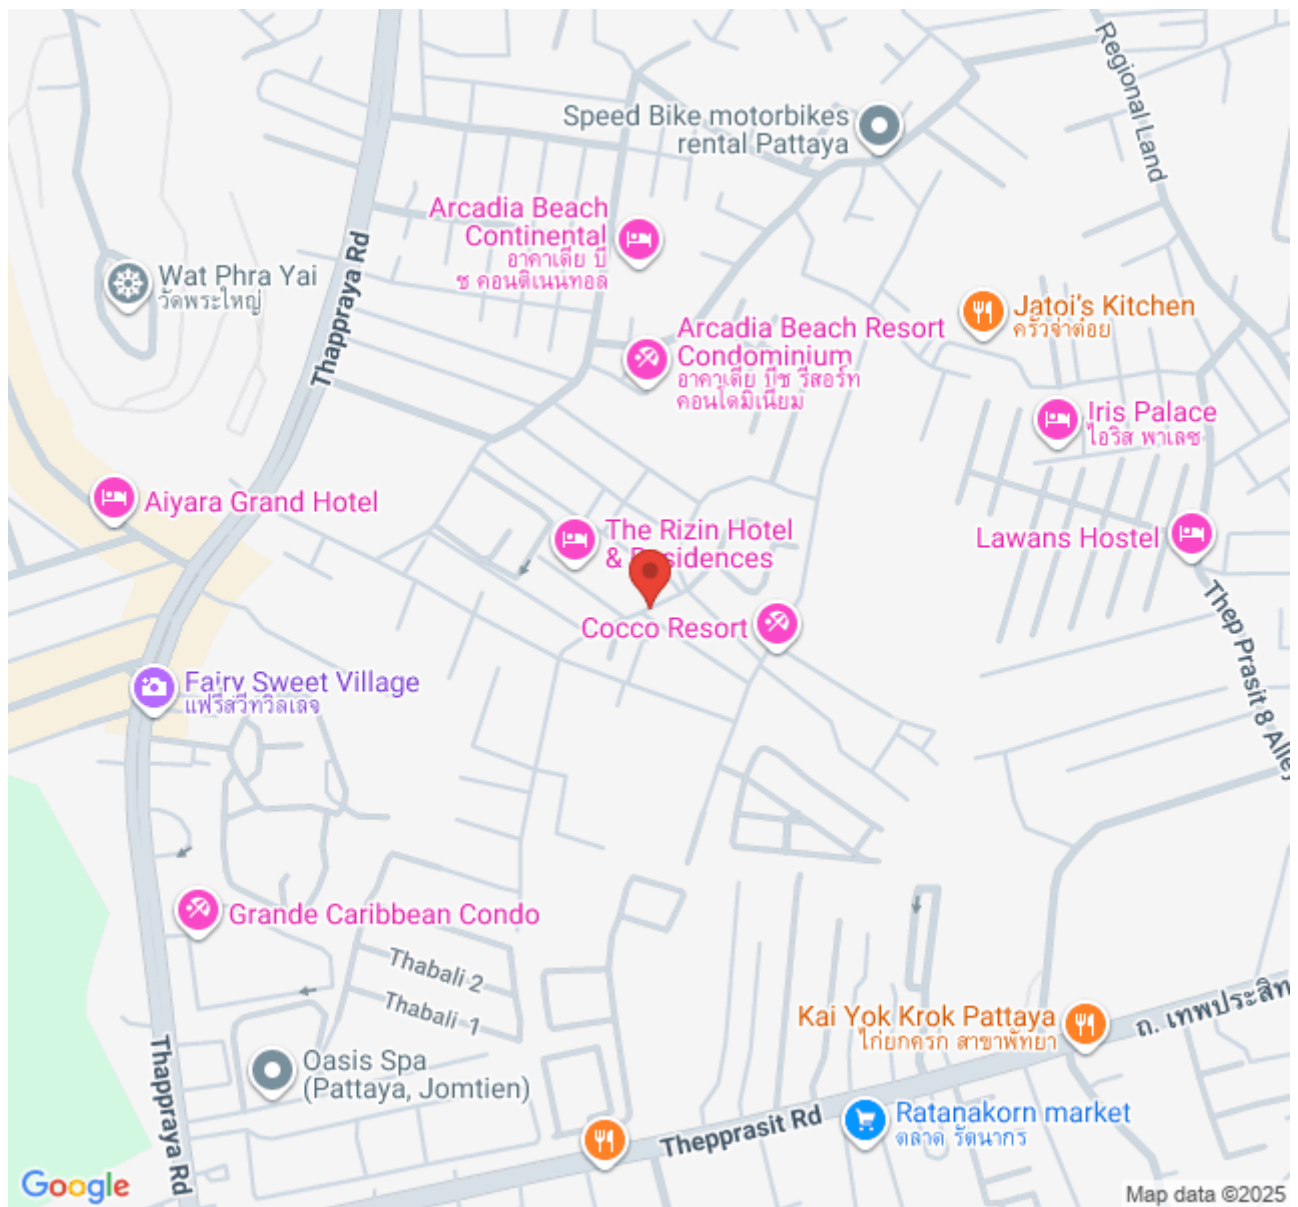 Regional Land
Speed Bike motorbikes
rental Pattaya
Arcadia Beach
Continental
อาคาเดีย บี
ช คอนติเนนทอล
Thappraya Rd
Wat Phra Yai
วัดพระใหญ่
Jatoi's Kitchen
ครัวจ่าต๋อย
Arcadia Beach Resort
Condominium
อาคาเดีย บีช รีสอร์ท
คอนโดมิเนียม
Iris Palace
ไอริส พาเลซ
Aiyara Grand Hotel
The Rizin Hotel
& Residences
Lawans Hostel
Cocco Resort
Thep Prasit 8 Alley
Fairy Sweet Village
แฟรี่สวีทวิลเลจ
Grande Caribbean Condo
Thabali 2
Thabali 1
Kai Yok Krok Pattaya
ไก่ยกครก สาขาพัทยา
ถ. เทพประสิท
Oasis Spa
(Pattaya, Jomtien)
Thappraya Rd
Thepprasit Rd
Ratanakorn market
ตลาด รัตนากร
Google
Map data ©2025